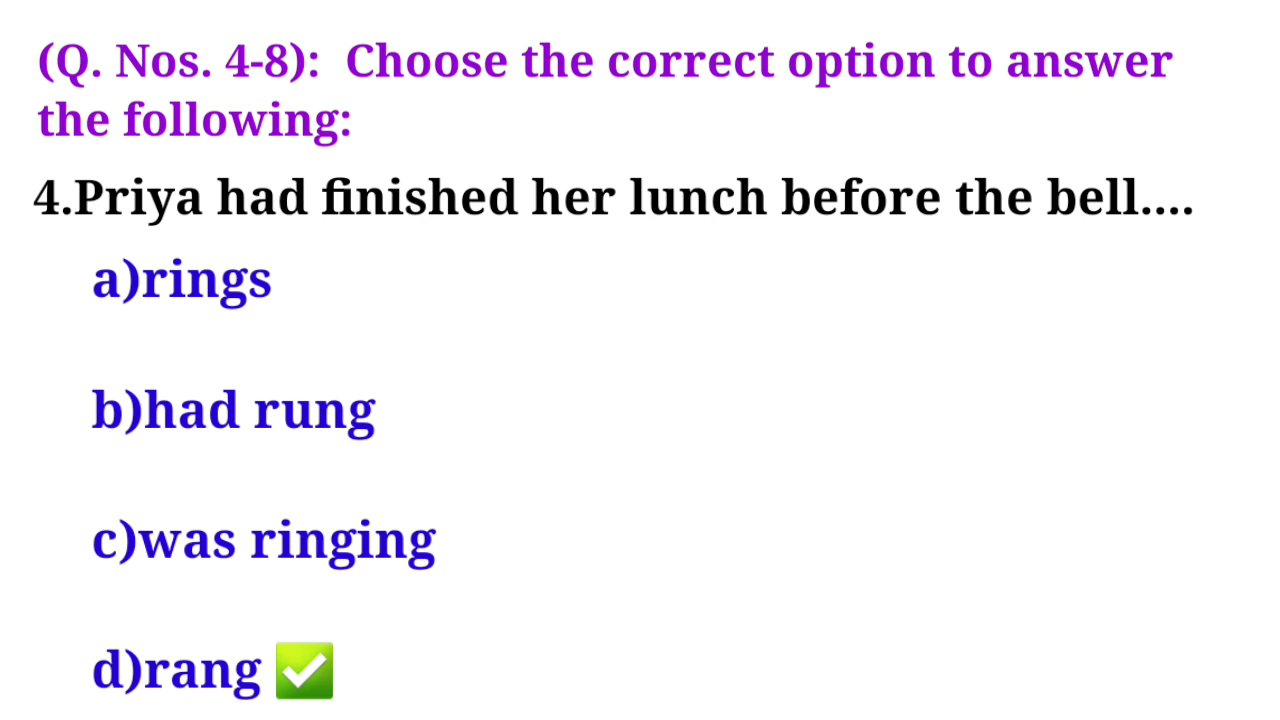 (Q. Nos. 4-8):  Choose the correct option to answer
the following:
4.Priya had finished her lunch before the bell....
a)rings
b)had rung
c)was ringing
d)rang ✅